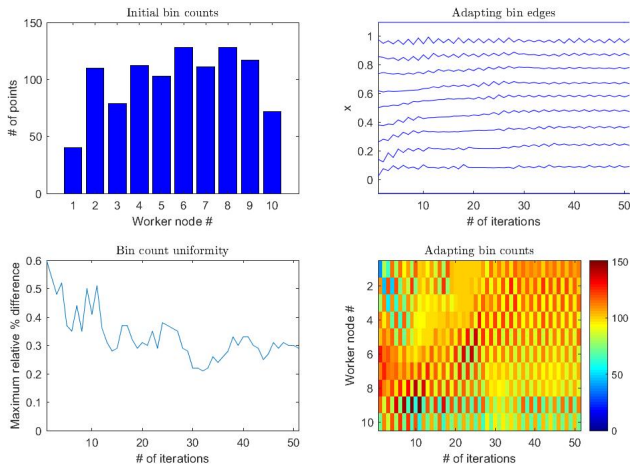 Initial bin counts
150
100
50
0
# of points
1 2 3 4 5 6 7 8 9 10
Worker node #
Adapting bin edges
1
0.8
0.6
0.4
0.2
0
x
10 20 30 40 50
# of iterations
Bin count uniformity
0.6
0.5
0.4
0.3
0.2
0.1
0
Maximum relative % difference
10 20 30 40 50
# of iterations
Adapting bin counts
2
4
6
8
10
Worker node #
10 20 30 40 50
# of iterations
150
100
50
0